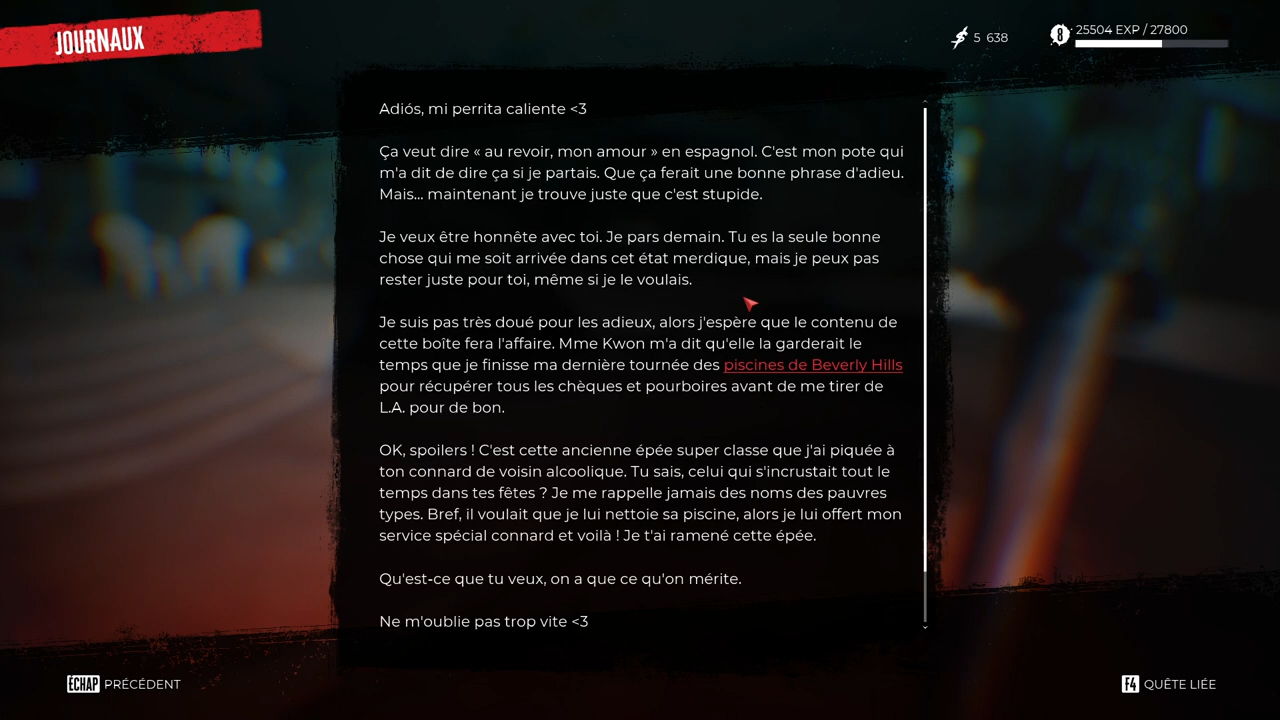 JOURNAUX
5 638
8
25504 EXP / 27800
Adiós, mi perrita caliente <3
Ça veut dire « au revoir, mon amour » en espagnol. C'est mon pote qui
m'a dit de dire ça si je partais. Que ça ferait une bonne phrase d'adieu.
Mais... maintenant je trouve juste que c'est stupide.
Je veux être honnête avec toi. Je pars demain. Tu es la seule bonne
chose qui me soit arrivée dans cet état merdique, mais je peux pas
rester juste pour toi, même si je le voulais.
Je suis pas très doué pour les adieux, alors j'espère que le contenu de
cette boîte fera l'affaire. Mme Kwon m'a dit qu'elle la garderait le
temps que je finisse ma dernière tournée des piscines de Beverly Hills
pour récupérer tous les chèques et pourboires avant de me tirer de
L.A. pour de bon.
OK, spoilers ! C'est cette ancienne épée super classe que j'ai piquée à
ton connard de voisin alcoolique. Tu sais, celui qui s'incrustait tout le
temps dans tes fêtes ? Je me rappelle jamais des noms des pauvres
types. Bref, il voulait que je lui nettoie sa piscine, alors je lui offert mon
service spécial connard et voilà ! Je t'ai ramené cette épée.
Qu'est-ce que tu veux, on a que ce qu'on mérite.
Ne m'oublie pas trop vite <3
ÉCHAP PRÉCÉDENT
F4 QUÊTE LIÉE